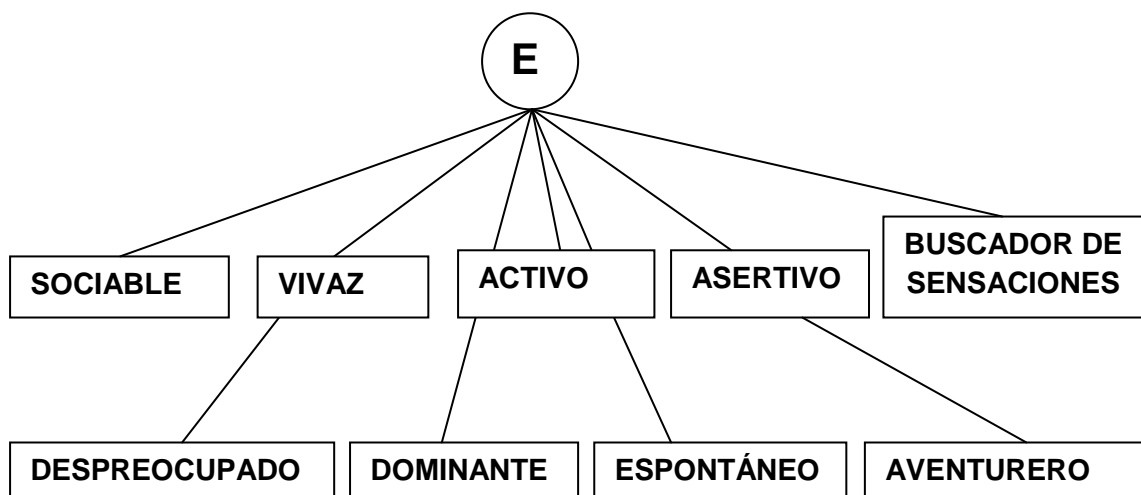 E
SOCIABLE
VIVAZ
ACTIVO
ASERTIVO
BUSCADOR DE
SENSACIONES
DESPREOCUPADO
DOMINANTE
ESPONTÁNEO
AVENTURERO